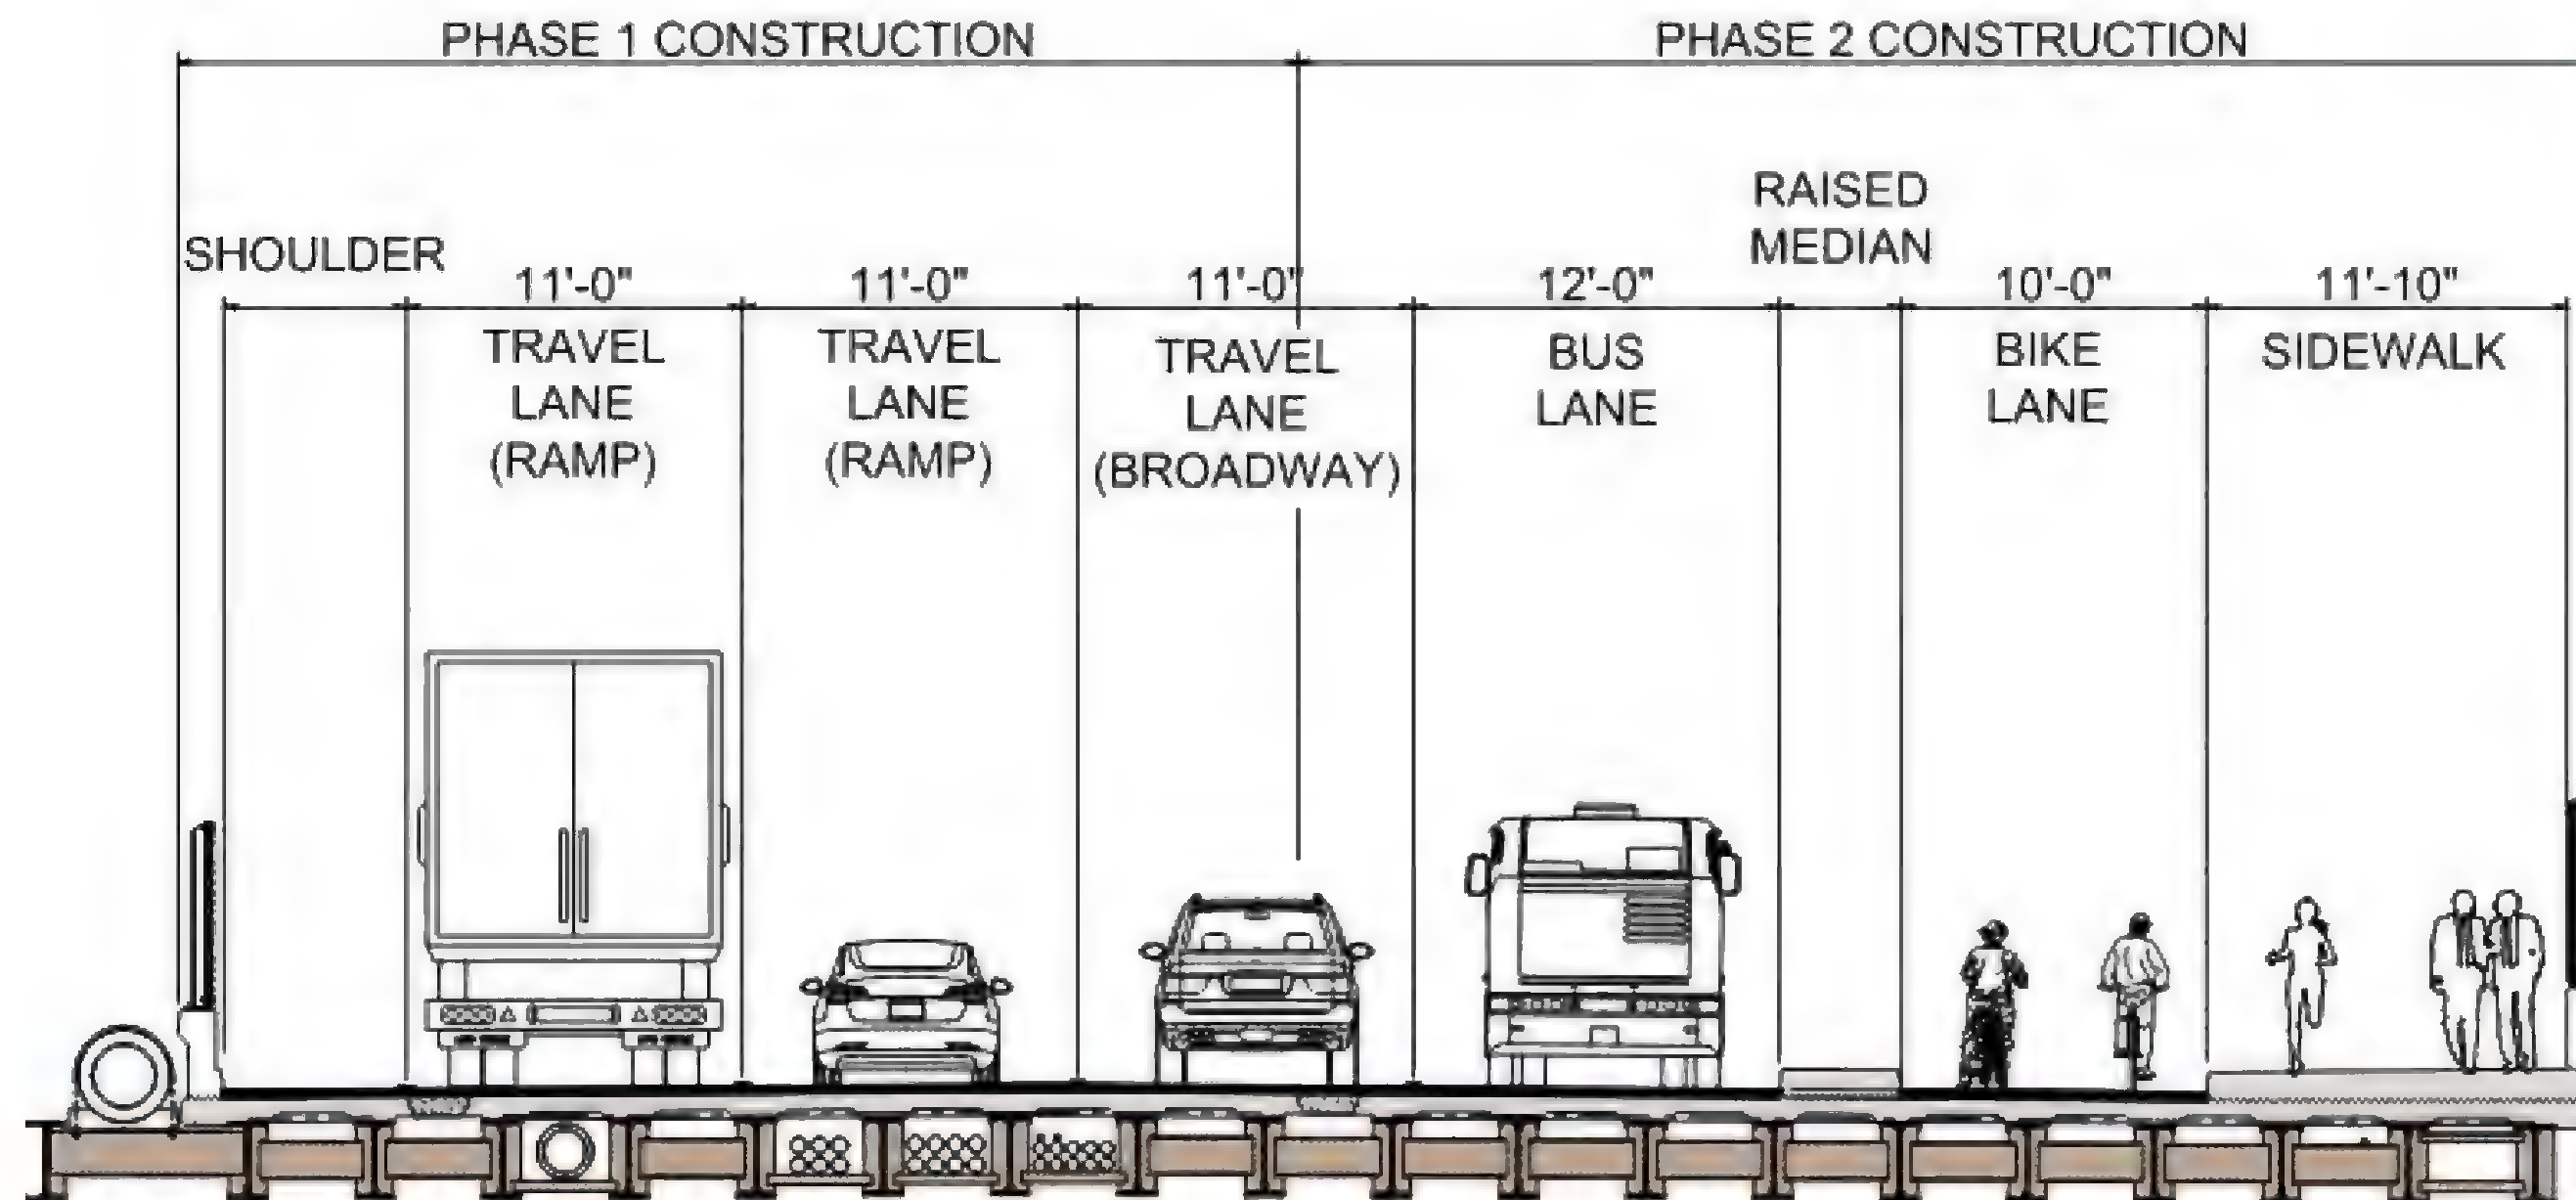 PHASE 1 CONSTRUCTION
PHASE 2 CONSTRUCTION
RAISED
MEDIAN
SHOULDER
11'-0"
11'-0"
11'-0"
12'-0"
10'-0"
11'-10"
TRAVEL
LANE
(RAMP)
TRAVEL
LANE
(RAMP)
TRAVEL
LANE
(BROADWAY)
BUS
LANE
BIKE
LANE
SIDEWALK